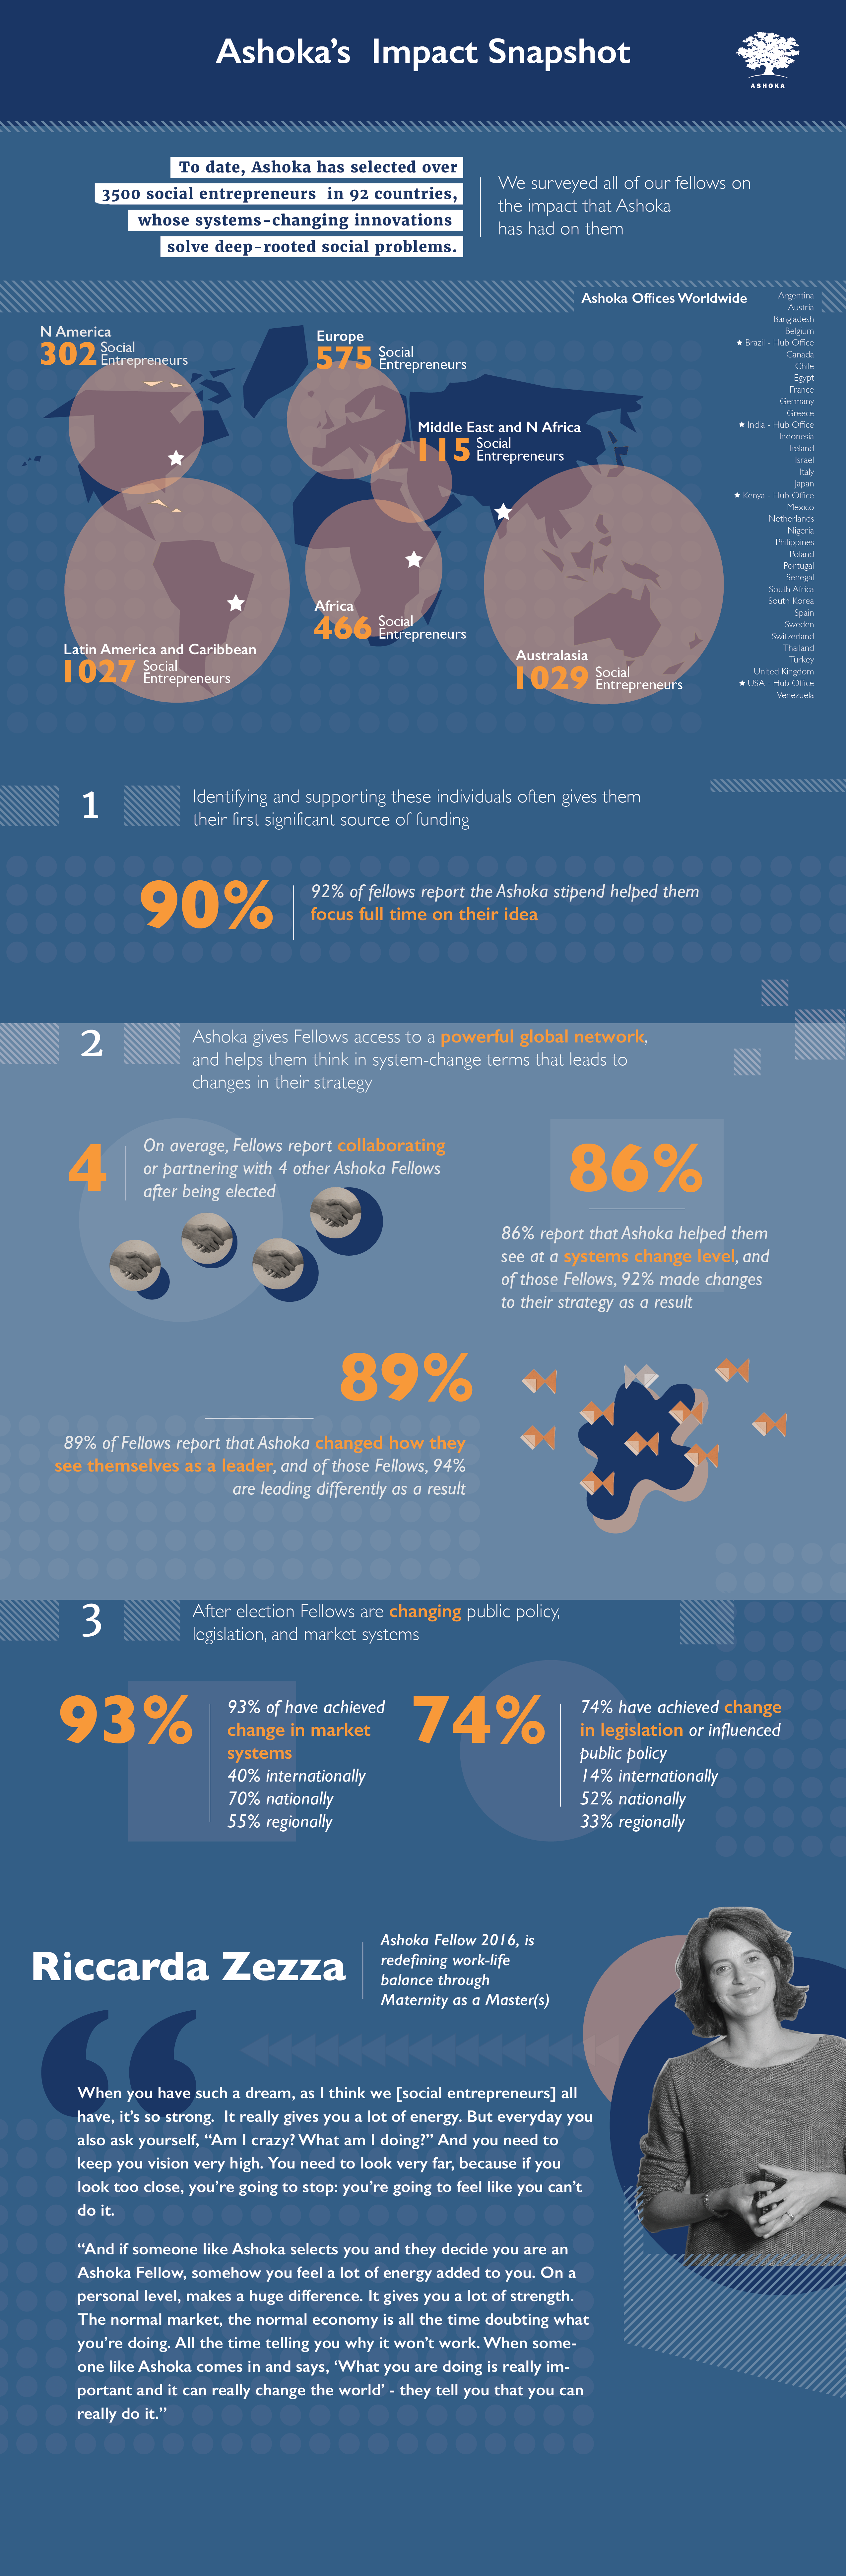 Ashoka's  Impact Snapshot
ASHOKA
To date, Ashoka has selected over
3500 social entrepreneurs  in 92 countries,
whose systems-changing innovations
solve deep-rooted social problems.
We surveyed all of our fellows on
the impact that Ashoka
has had on them
Ashoka Offices Worldwide
Argentina
Austria
Bangladesh
Belgium
★ Brazil - Hub Office
Canada
Chile
Egypt
France
Germany
Greece
★ India - Hub Office
Indonesia
Ireland
Israel
Italy
Japan
★ Kenya - Hub Office
Mexico
Netherlands
Nigeria
Philippines
Poland
Portugal
Senegal
South Africa
South Korea
Spain
Sweden
Switzerland
Thailand
Turkey
United Kingdom
★ USA - Hub Office
Venezuela
N America
302 Social
Entrepreneurs
Europe
575 Social
Entrepreneurs
Middle East and N Africa
115 Social
Entrepreneurs
Africa
466 Social
Entrepreneurs
Latin America and Caribbean
1027 Social
Entrepreneurs
Australasia
1029 Social
Entrepreneurs
1
Identifying and supporting these individuals often gives them
their first significant source of funding
90%
92% of fellows report the Ashoka stipend helped them
focus full time on their idea
2
Ashoka gives Fellows access to a powerful global network,
and helps them think in system-change terms that leads to
changes in their strategy
4
On average, Fellows report collaborating
or partnering with 4 other Ashoka Fellows
after being elected
86%
86% report that Ashoka helped them
see at a systems change level, and
of those Fellows, 92% made changes
to their strategy as a result
89%
89% of Fellows report that Ashoka changed how they
see themselves as a leader, and of those Fellows, 94%
are leading differently as a result
3
After election Fellows are changing public policy,
legislation, and market systems
93%
93% of have achieved
change in market
systems
40% internationally
70% nationally
55% regionally
74%
74% have achieved change
in legislation or influenced
public policy
14% internationally
52% nationally
33% regionally
Riccarda Zezza
Ashoka Fellow 2016, is
redefining work-life
balance through
Maternity as a Master(s)
“
When you have such a dream, as I think we [social entrepreneurs] all
have, it's so strong.  It really gives you a lot of energy. But everyday you
also ask yourself, “Am I crazy? What am I doing?” And you need to
keep you vision very high. You need to look very far, because if you
look too close, you're going to stop: you're going to feel like you can't
do it.
“And if someone like Ashoka selects you and they decide you are an
Ashoka Fellow, somehow you feel a lot of energy added to you. On a
personal level, makes a huge difference. It gives you a lot of strength.
The normal market, the normal economy is all the time doubting what
you're doing. All the time telling you why it won't work. When some-
one like Ashoka comes in and says, ‘What you are doing is really im-
portant and it can really change the world’ - they tell you that you can
really do it.”